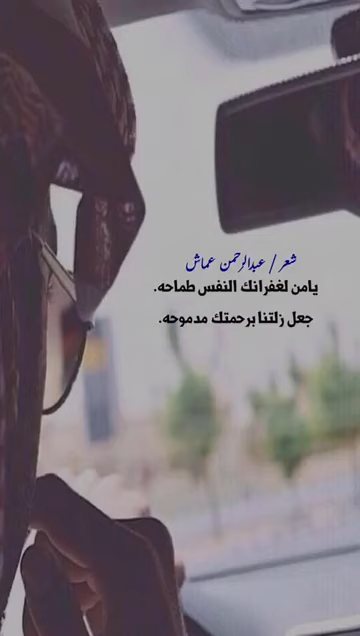 شعر / عبدالرحمن عماش
يامن لغفرانك النفس طماحه.
جعل زلتنا برحمتك مدموحه.